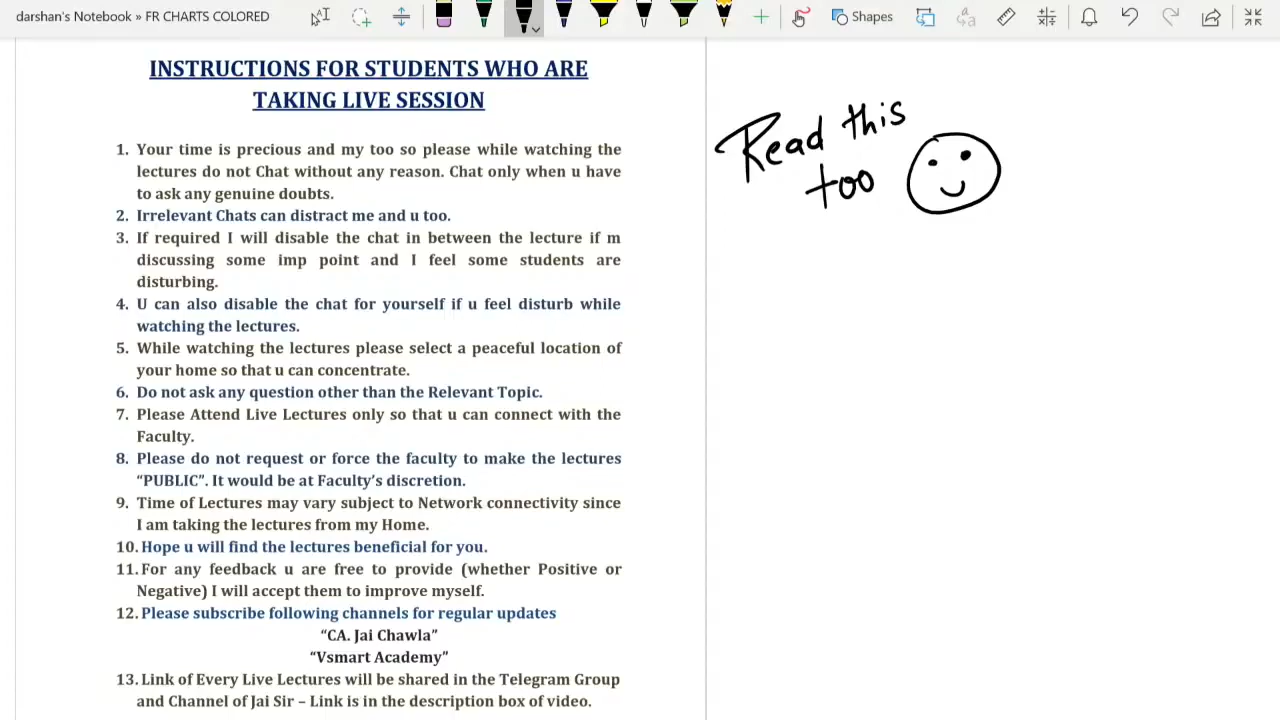 darshan's Notebook » FR CHARTS COLORED
Shapes
INSTRUCTIONS FOR STUDENTS WHO ARE
TAKING LIVE SESSION
1. Your time is precious and my too so please while watching the
lectures do not Chat without any reason. Chat only when u have
to ask any genuine doubts.
2. Irrelevant Chats can distract me and u too.
3. If required I will disable the chat in between the lecture if m
discussing some imp point and I feel some students are
disturbing.
4. U can also disable the chat for yourself if u feel disturb while
watching the lectures.
5. While watching the lectures please select a peaceful location of
your home so that u can concentrate.
6. Do not ask any question other than the Relevant Topic.
7. Please Attend Live Lectures only so that u can connect with the
Faculty.
8. Please do not request or force the faculty to make the lectures
“PUBLIC”. It would be at Faculty's discretion.
9. Time of Lectures may vary subject to Network connectivity since
I am taking the lectures from my Home.
10. Hope u will find the lectures beneficial for you.
11. For any feedback u are free to provide (whether Positive or
Negative) I will accept them to improve myself.
12. Please subscribe following channels for regular updates
“CA. Jai Chawla”
“Vsmart Academy”
13. Link of Every Live Lectures will be shared in the Telegram Group
and Channel of Jai Sir – Link is in the description box of video.
Read this
too